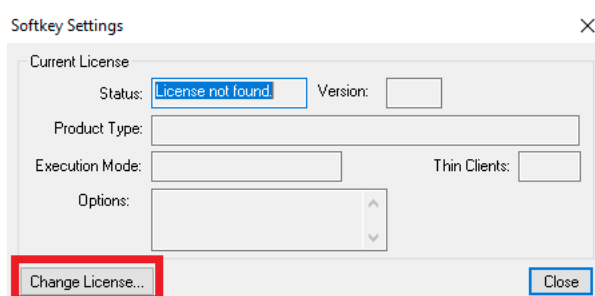 Softkey Settings
Current License
Status: License not found. Version:
Product Type:
Execution Mode: Thin Clients:
Options:
Change License... Close